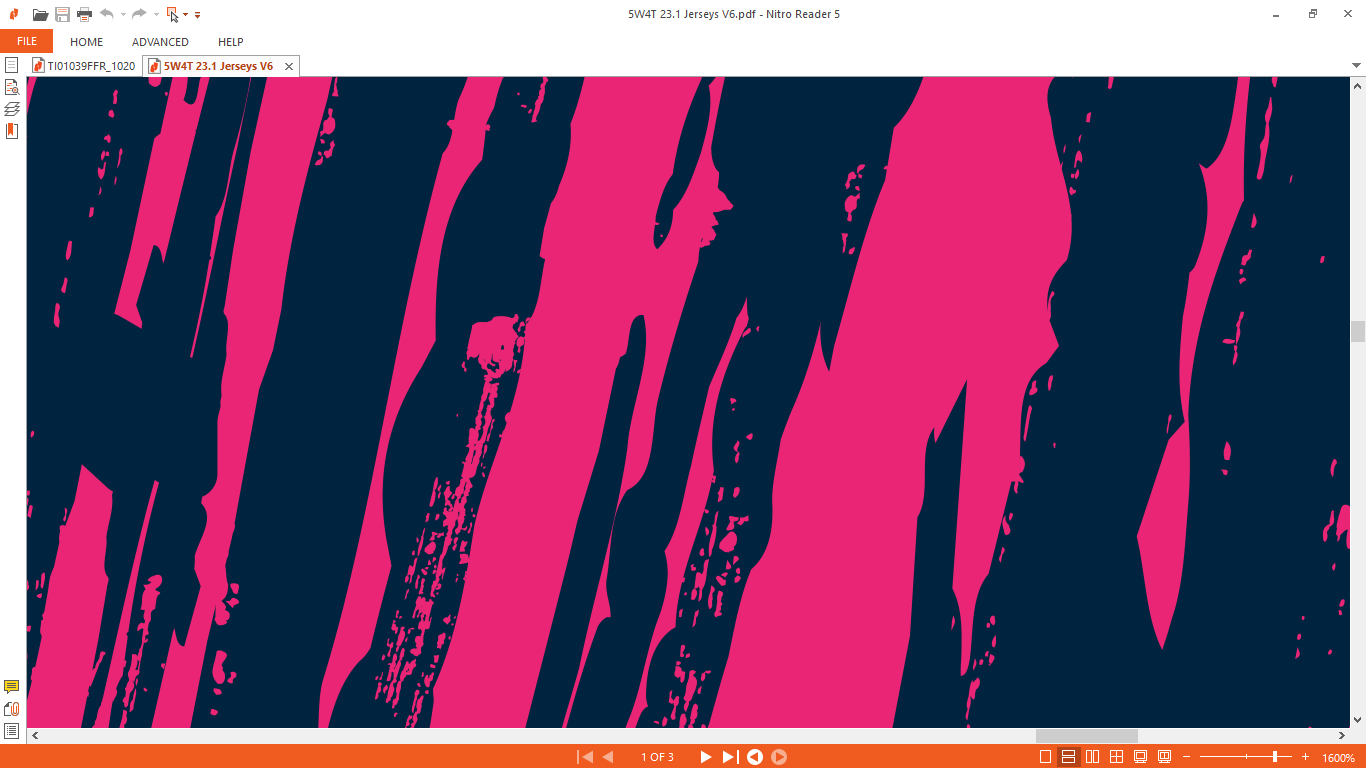 5W4T 23.1 Jerseys V6.pdf - Nitro Reader 5
FILE HOME ADVANCED HELP
TI01039FFR_1020 5W4T 23.1 Jerseys V6
1 OF 3
1600%